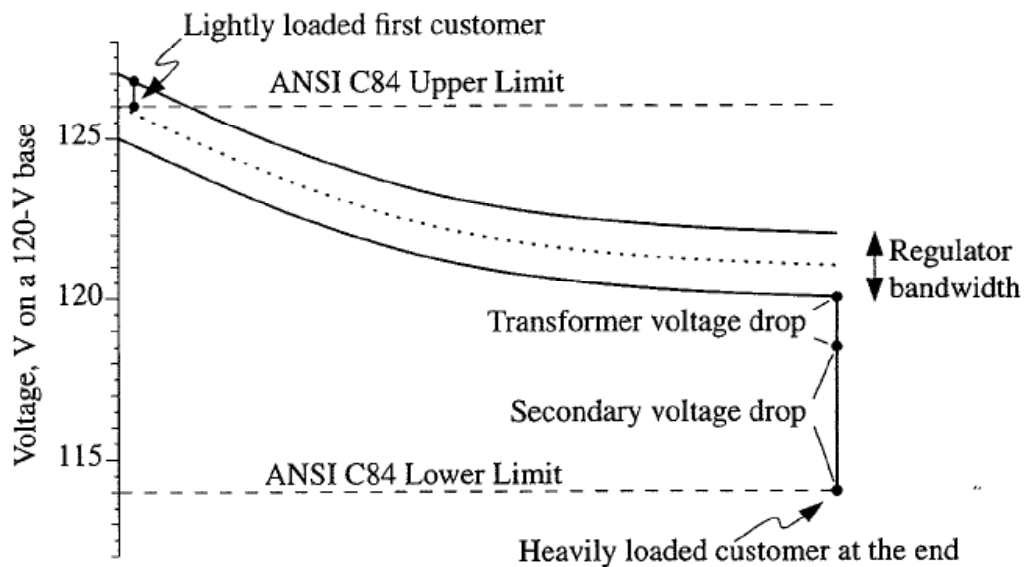 Lightly loaded first customer
ANSI C84 Upper Limit
Voltage, V on a 120-V base
125
120
115
Regulator
bandwidth
Transformer voltage drop
Secondary voltage drop
ANSI C84 Lower Limit
Heavily loaded customer at the end